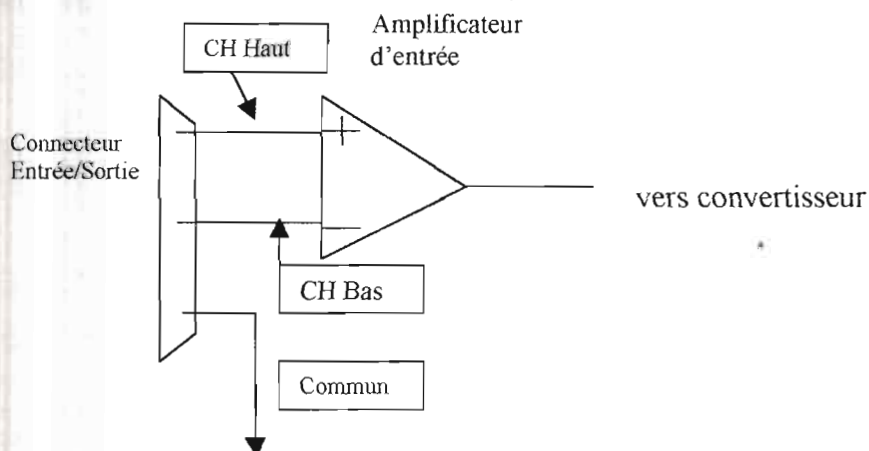 Amplificateur
d'entrée
CH Haut
Connecteur
Entrée/Sortie
+
−
vers convertisseur
CH Bas
Commun